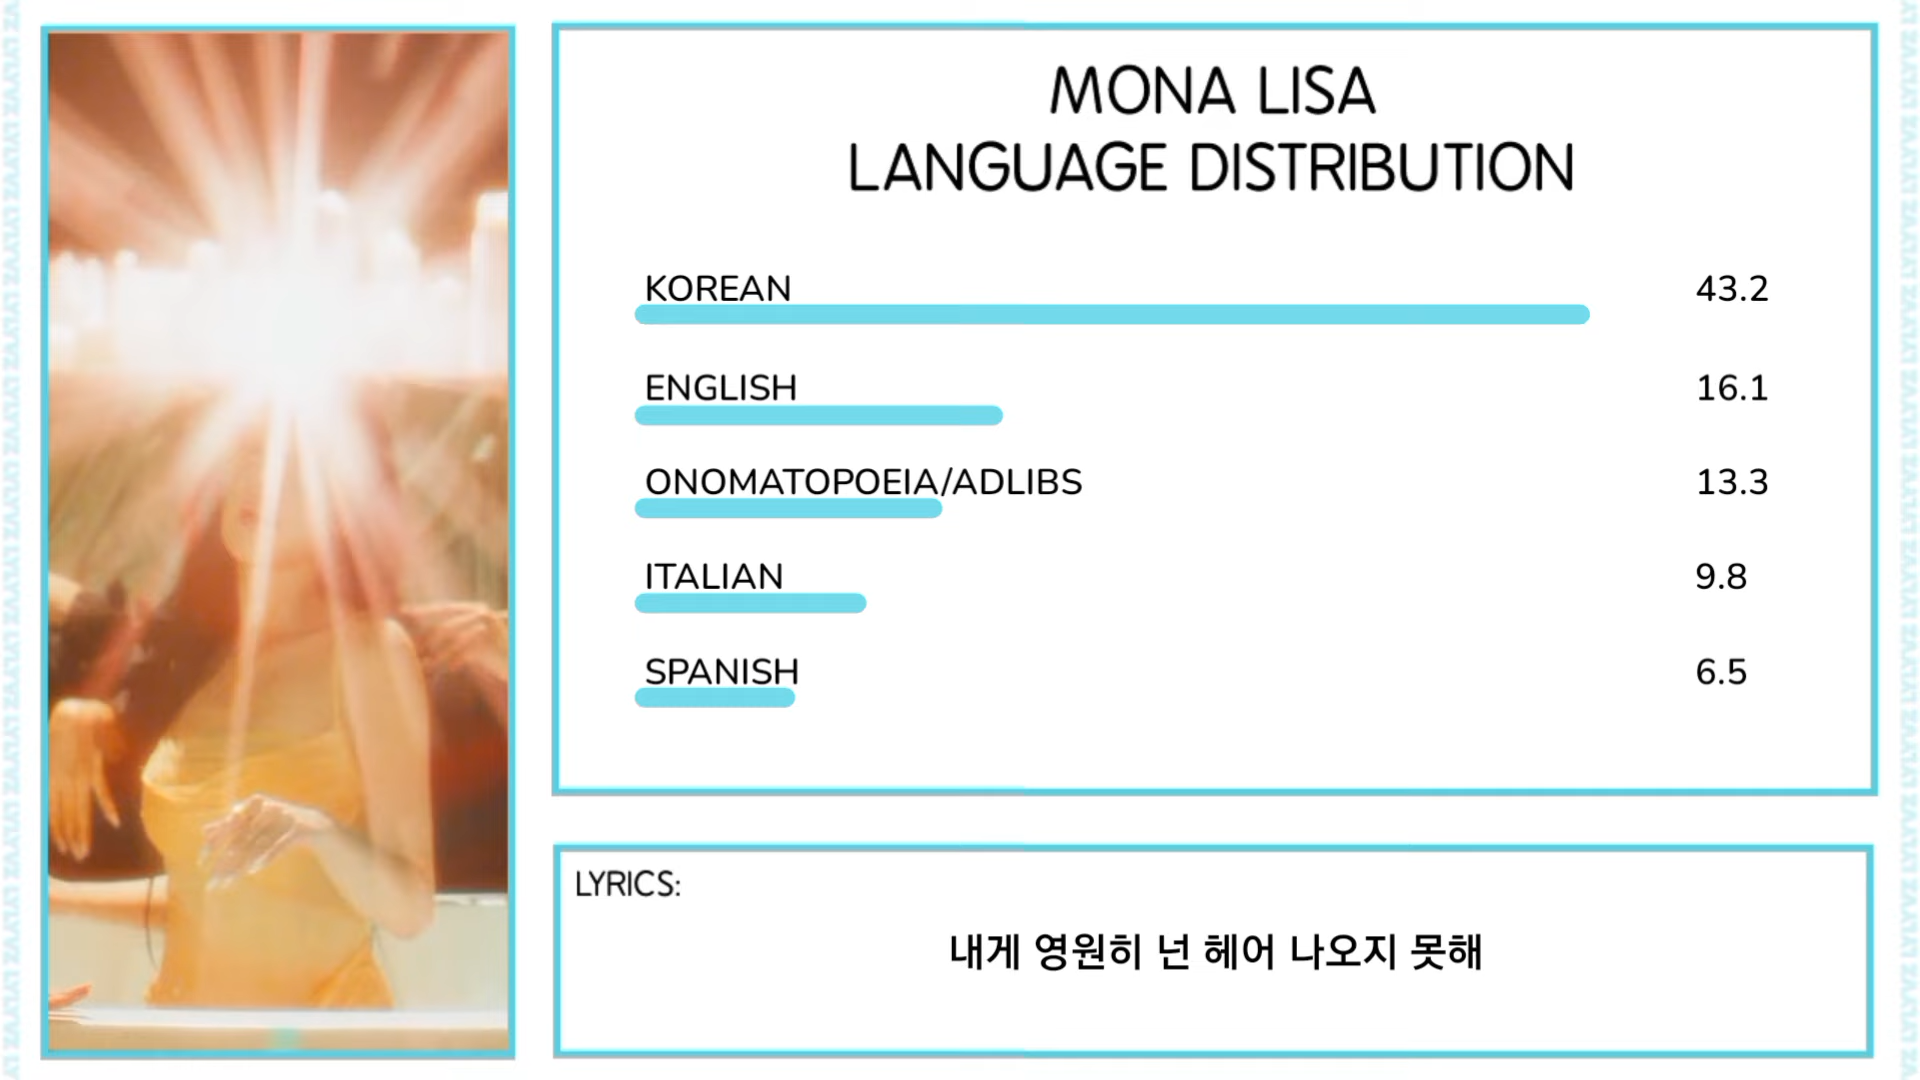 MONA LISA
LANGUAGE DISTRIBUTION
KOREAN 43.2
ENGLISH 16.1
ONOMATOPOEIA/ADLIBS 13.3
ITALIAN 9.8
SPANISH 6.5
LYRICS:
내게 영원히 넌 헤어 나오지 못해